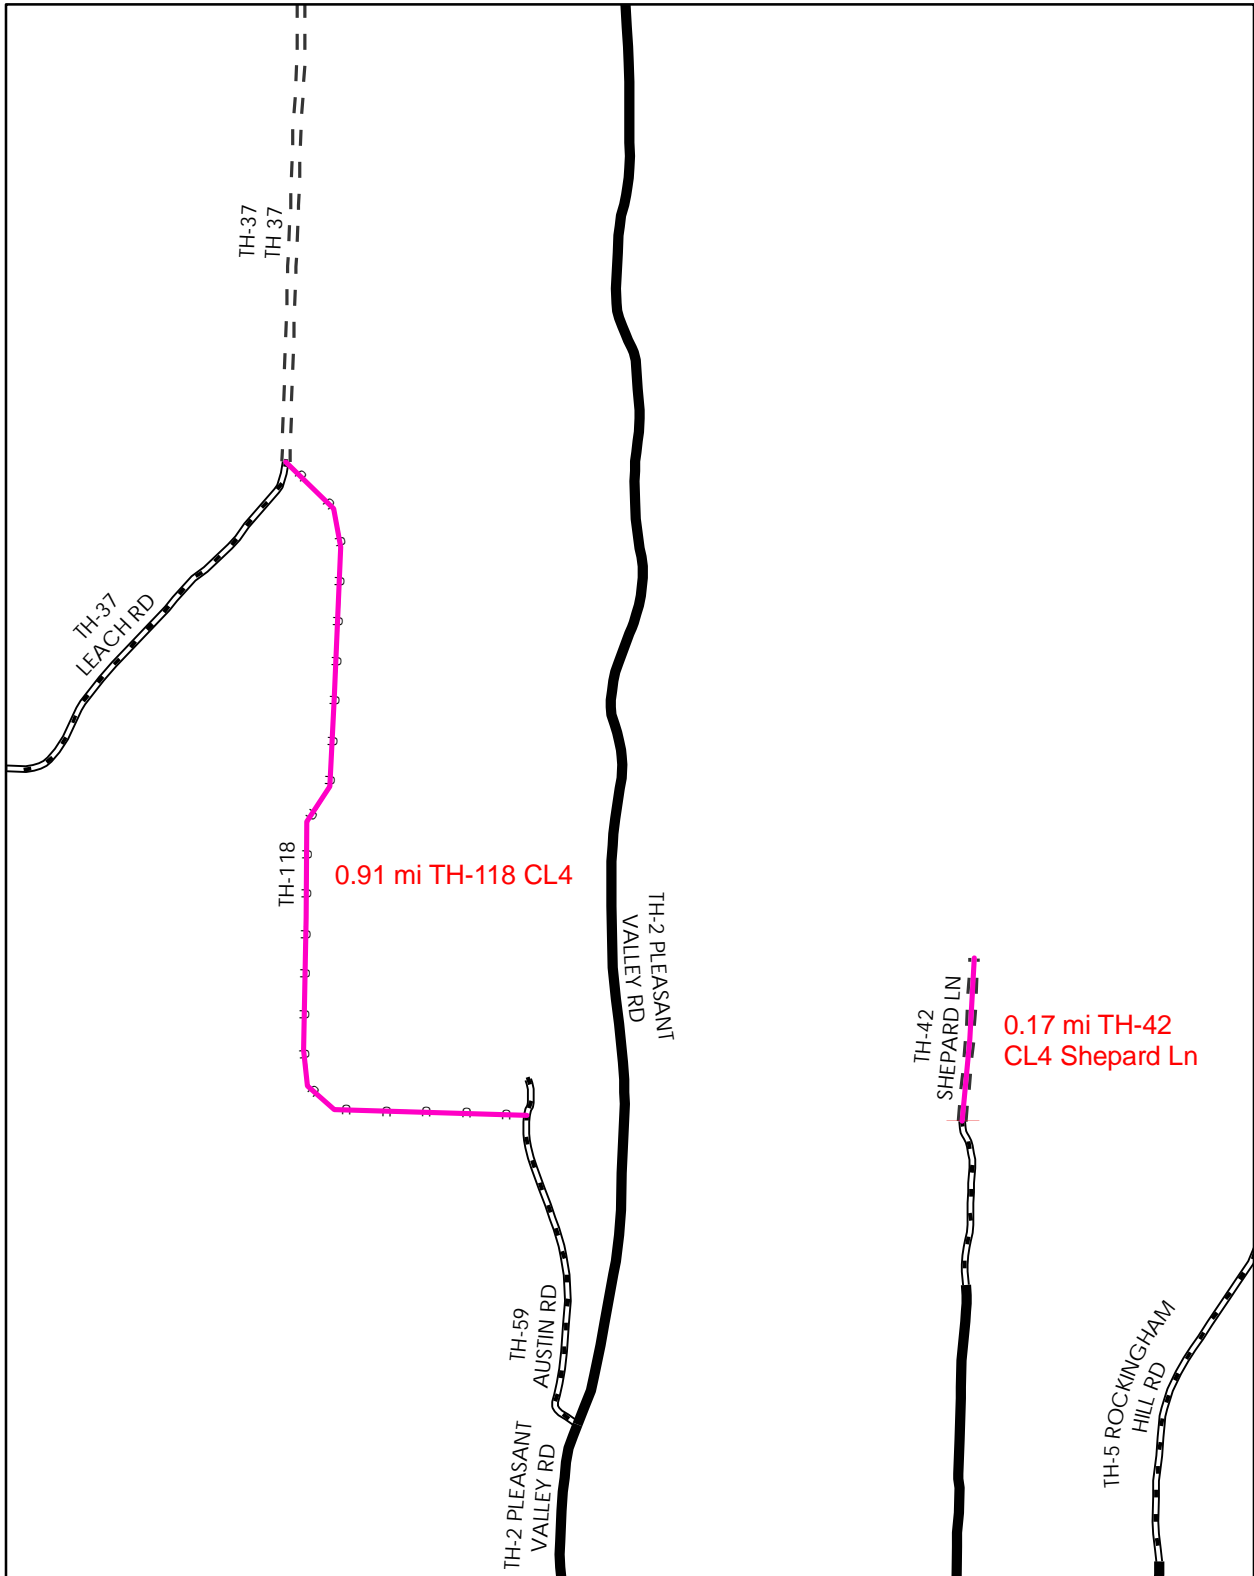 TH-37
TH 37
TH-37
LEACH RD
TH-118
0.91 mi TH-118 CL4
TH-2 PLEASANT
VALLEY RD
TH-42
SHEPARD LN
0.17 mi TH-42
CL4 Shepard Ln
TH-59
AUSTIN RD
TH-5 ROCKINGHAM
HILL RD
TH-2 PLEASANT
VALLEY RD